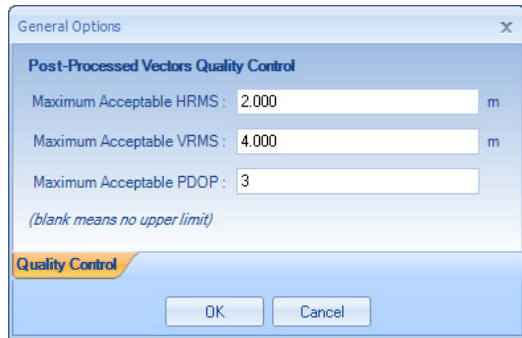 General Options x
Post-Processed Vectors Quality Control
Maximum Acceptable HRMS : 2.000 m
Maximum Acceptable VRMS : 4.000 m
Maximum Acceptable PDOP : 3
(blank means no upper limit)
Quality Control
OK Cancel